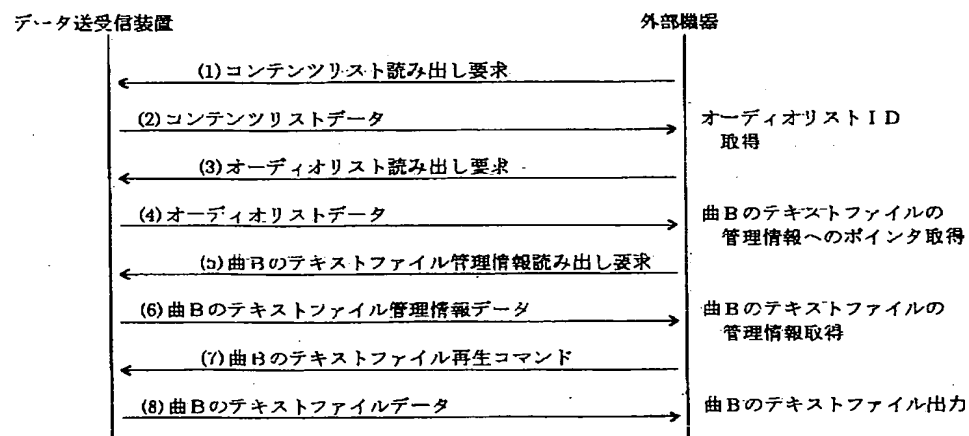 データ送受信装置
外部機器
(1)コンテンツリスト読み出し要求
(2)コンテンツリストデータ
オーディオリストID
取得
(3)オーディオリスト読み出し要求
(4)オーディオリストデータ
曲Bのテキストファイルの
管理情報へのポインタ取得
(5)曲Bのテキストファイル管理情報読み出し要求
(6)曲Bのテキストファイル管理情報データ
曲Bのテキストファイルの
管理情報取得
(7)曲Bのテキストファイル再生コマンド
(8)曲Bのテキストファイルデータ
曲Bのテキストファイル出力